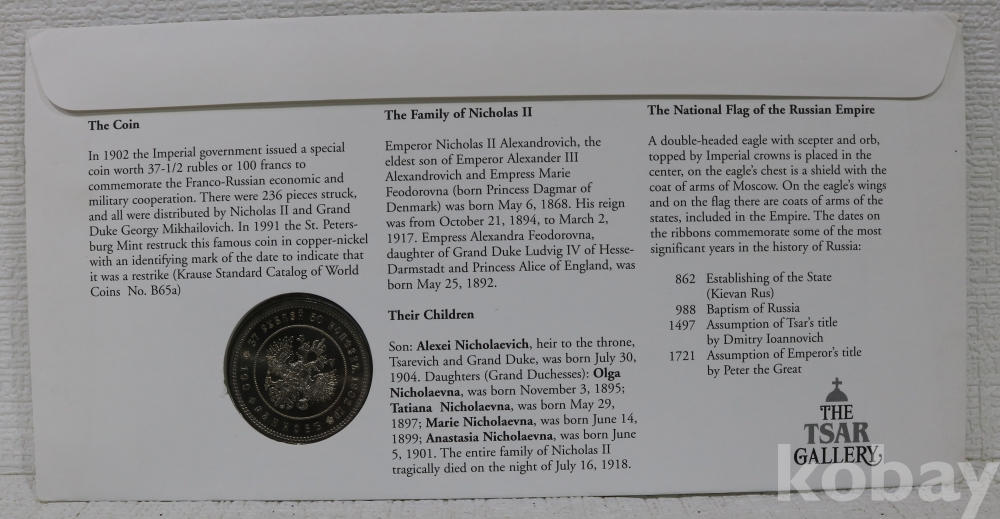 The Coin
In 1902 the Imperial government issued a special
coin worth 37-1/2 rubles or 100 francs to
commemorate the Franco-Russian economic and
military cooperation. There were 236 pieces struck,
and all were distributed by Nicholas II and Grand
Duke Georgy Mikhailovich. In 1991 the St. Peters-
burg Mint restruck this famous coin in copper-nickel
with an identifying mark of the date to indicate that
it was a restrike (Krause Standard Catalog of World
Coins No. B65a)
The Family of Nicholas II
Emperor Nicholas II Alexandrovich, the
eldest son of Emperor Alexander III
Alexandrovich and Empress Marie
Feodorovna (born Princess Dagmar of
Denmark) was born May 6, 1868. His reign
was from October 21, 1894, to March 2,
1917. Empress Alexandra Feodorovna,
daughter of Grand Duke Ludvig IV of Hesse-
Darmstadt and Princess Alice of England, was
born May 25, 1892.
Their Children
Son: Alexei Nicholaevich, heir to the throne,
Tsarevich and Grand Duke, was born July 30,
1904. Daughters (Grand Duchesses): Olga
Nicholaevna, was born November 3, 1895;
Tatiana Nicholaevna, was born May 29,
1897; Marie Nicholaevna, was born June 14,
1899; Anastasia Nicholaevna, was born June
5, 1901. The entire family of Nicholas II
tragically died on the night of July 16, 1918.
The National Flag of the Russian Empire
A double-headed eagle with scepter and orb,
topped by Imperial crowns is placed in the
center, on the eagle's chest is a shield with the
coat of arms of Moscow. On the eagle's wings
and on the flag there are coats of arms of the
states, included in the Empire. The dates on
the ribbons commemorate some of the most
significant years in the history of Russia:
862 Establishing of the State
(Kievan Rus)
988 Baptism of Russia
1497 Assumption of Tsar's title
by Dmitry Ioannovich
1721 Assumption of Emperor's title
by Peter the Great
THE
TSAR
GALLERY
kobay